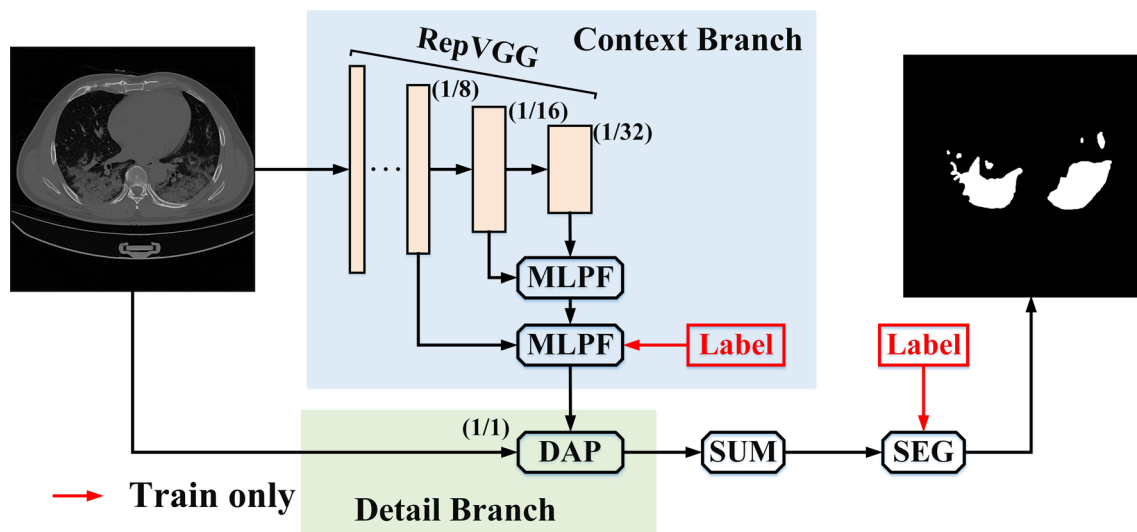 RepVGG
Context Branch
(1/8)
(1/16)
(1/32)
...
MLPF
MLPF
Label
Label
(1/1)
DAP
SUM
SEG
Train only
Detail Branch